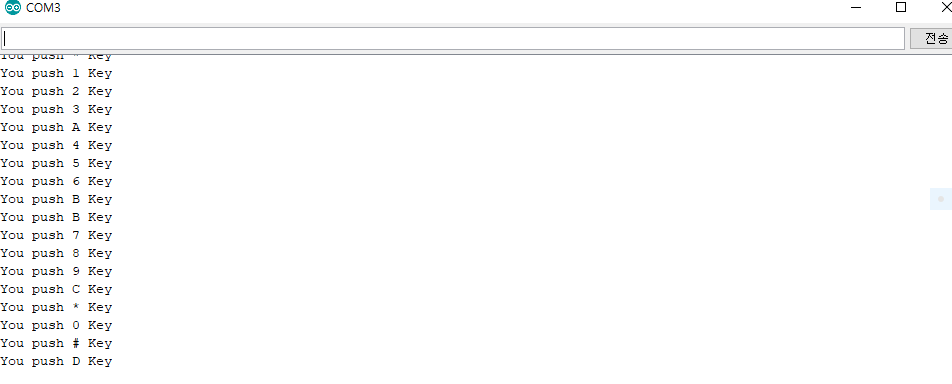 COM3
전송
You push * Key
You push 1 Key
You push 2 Key
You push 3 Key
You push A Key
You push 4 Key
You push 5 Key
You push 6 Key
You push B Key
You push B Key
You push 7 Key
You push 8 Key
You push 9 Key
You push C Key
You push * Key
You push 0 Key
You push # Key
You push D Key